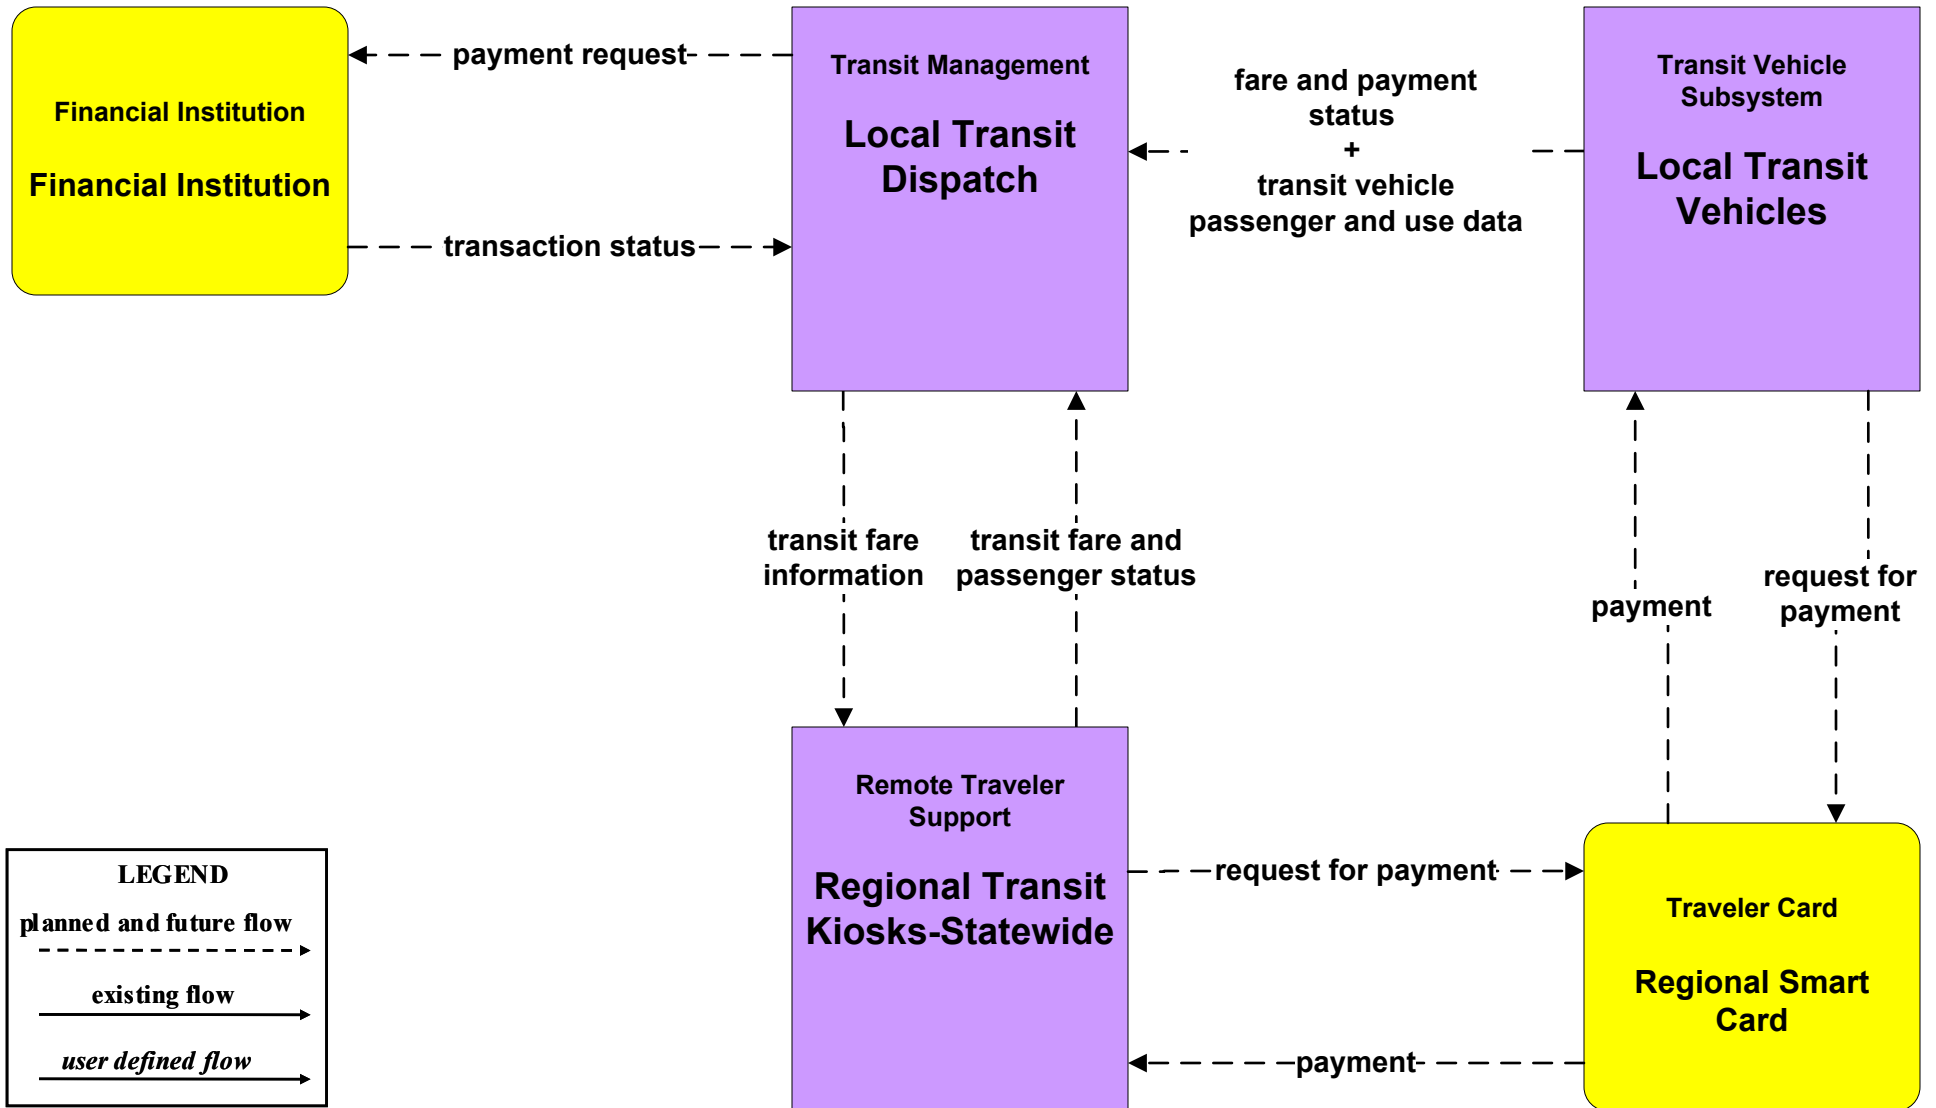 Financial Institution
Financial Institution
payment request
transaction status
Transit Management
Local Transit
Dispatch
fare and payment
status
+
transit vehicle
passenger and use data
Transit Vehicle
Subsystem
Local Transit
Vehicles
transit fare
information
transit fare and
passenger status
payment
request for
payment
Remote Traveler
Support
Regional Transit
Kiosks-Statewide
request for payment
payment
Traveler Card
Regional Smart
Card
LEGEND
planned and future flow
existing flow
user defined flow